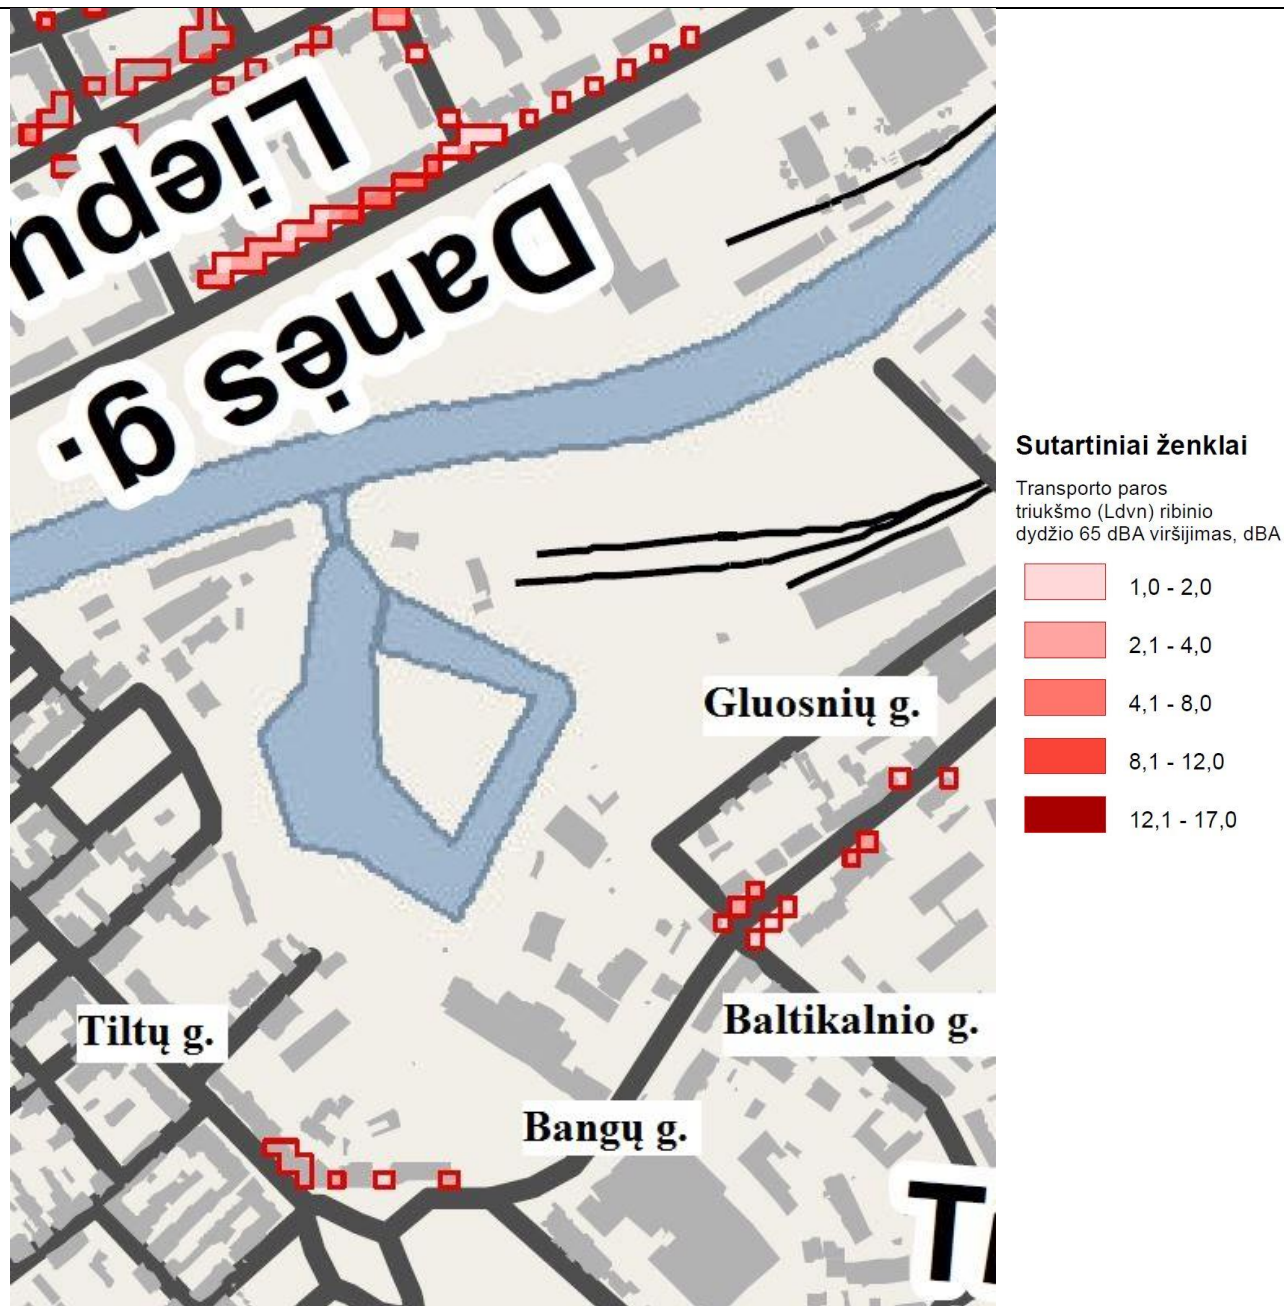 Liepu
Danės g.
Sutartiniai ženklai
Transporto paros
triukšmo (Ldvn) ribinio
dydžio 65 dBA viršijimas, dBA
1,0 - 2,0
2,1 - 4,0
4,1 - 8,0
8,1 - 12,0
12,1 - 17,0
Gluosnių g.
Baltikalnio g.
Tiltų g.
Bangų g.